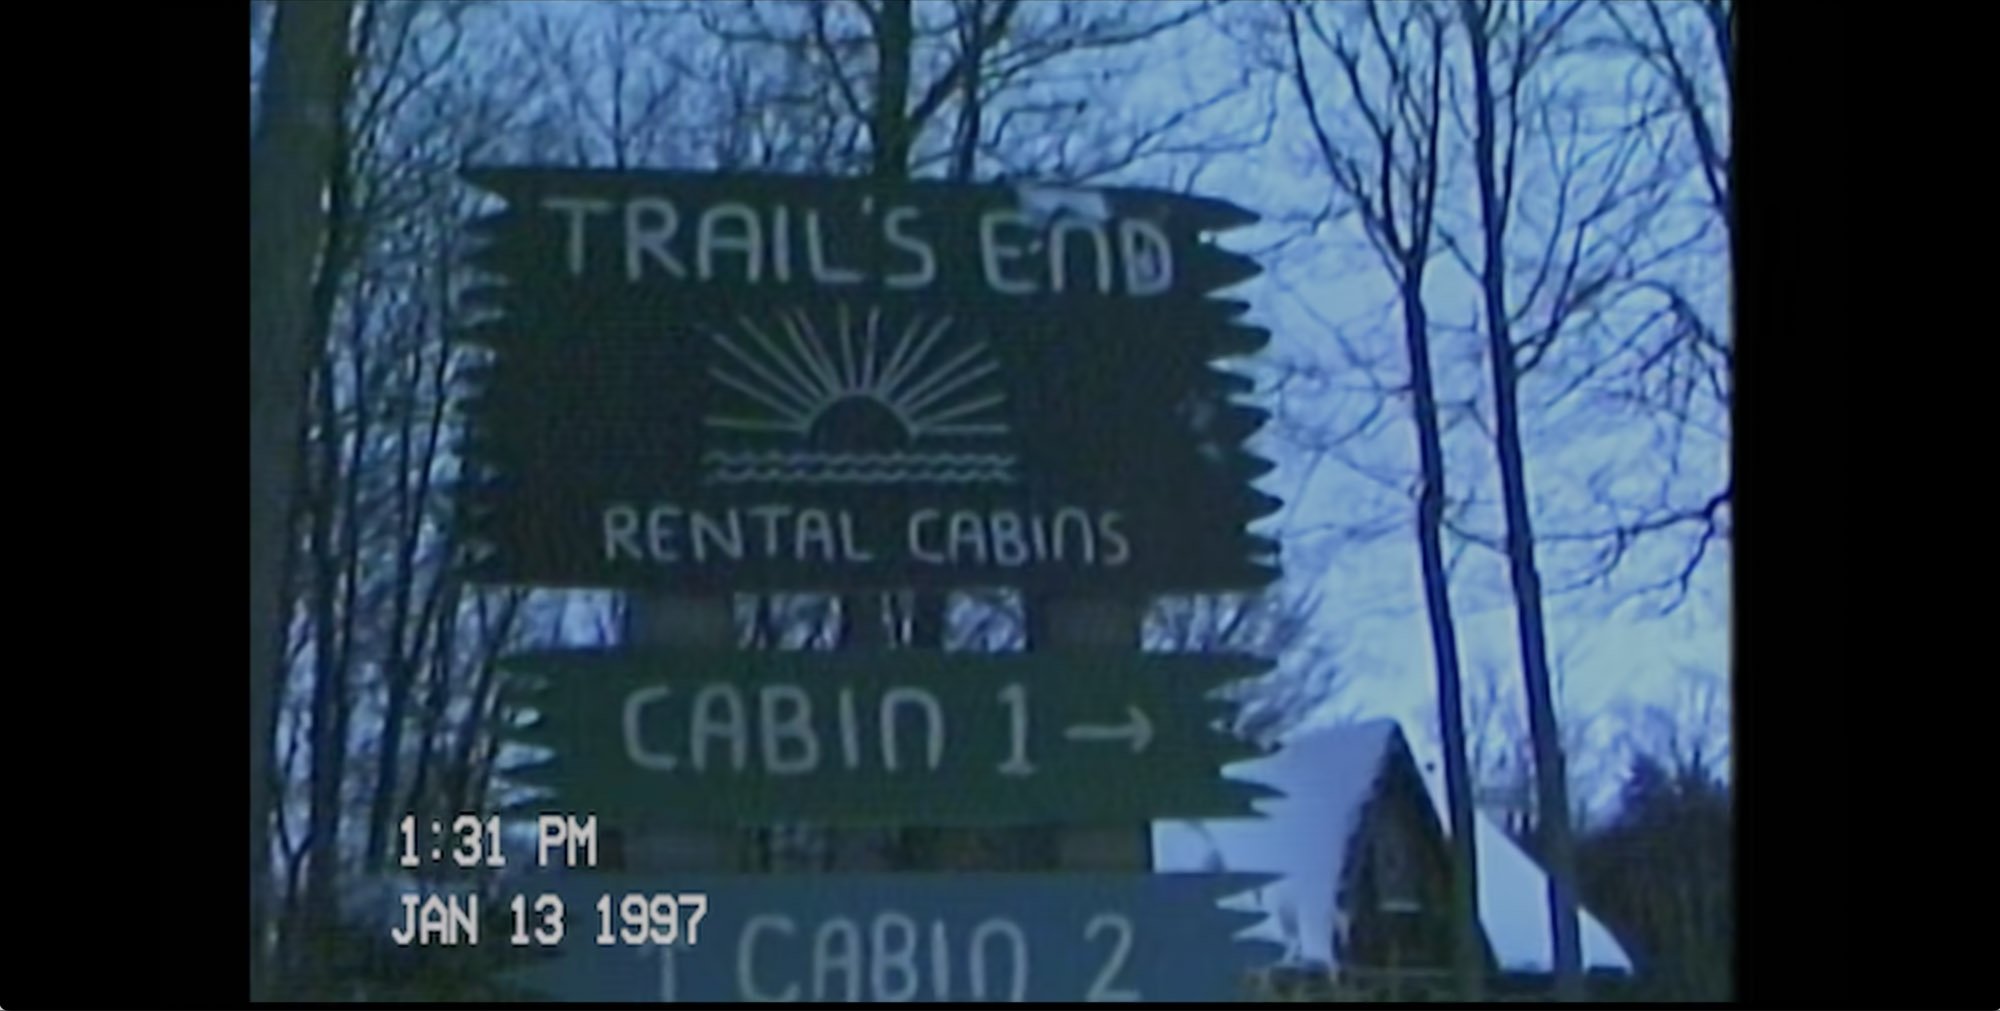 TRAIL'S END
RENTAL CABINS
CABIN 1 →
CABIN 2
1:31 PM
JAN 13 1997